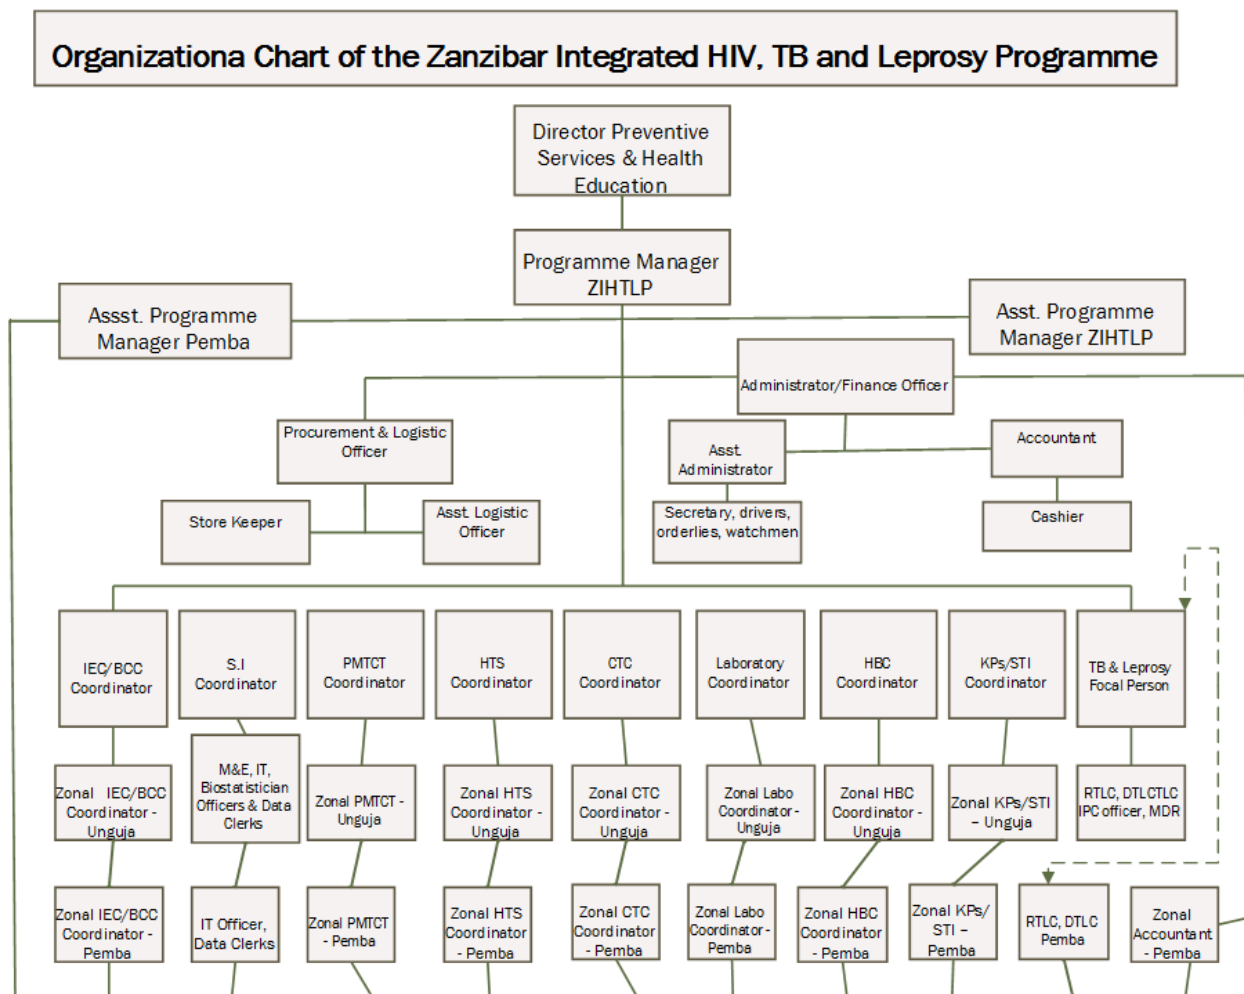 Organizationa Chart of the Zanzibar Integrated HIV, TB and Leprosy Programme
Director Preventive
Services & Health
Education
Programme Manager
ZIHTLP
Assst. Programme
Manager Pemba
Asst. Programme
Manager ZIHTLP
Administrator/Finance Officer
Procurement & Logistic
Officer
Asst.
Administrator
Accountant
Store Keeper
Asst. Logistic
Officer
Secretary, drivers,
orderlies, watchmen
Cashier
IEC/BCC
Coordinator
S.I
Coordinator
PMTCT
Coordinator
HTS
Coordinator
CTC
Coordinator
Laboratory
Coordinator
HBC
Coordinator
KPs/STI
Coordinator
TB & Leprosy
Focal Person
Zonal IEC/BCC
Coordinator -
Unguja
M&E, IT,
Biostatistician
Officers & Data
Clerks
Zonal PMTCT -
Unguja
Zonal HTS
Coordinator -
Unguja
Zonal CTC
Coordinator -
Unguja
Zonal Labo
Coordinator-
Unguja
Zonal HBC
Coordinator -
Unguja
Zonal KPs/STI
– Unguja
RTLC, DTLCTLC
IPC officer, MDR
Zonal IEC/BCC
Coordinator -
Pemba
IT Officer,
Data Clerks
Zonal PMTCT
- Pemba
Zonal HTS
Coordinator
- Pemba
Zonal CTC
Coordinator
- Pemba
Zonal Labo
Coordinator-
Pemba
Zonal HBC
Coordinator
- Pemba
Zonal KPs/
STI –
Pemba
RTLC, DTLC
Pemba
Zonal
Accountant
- Pemba